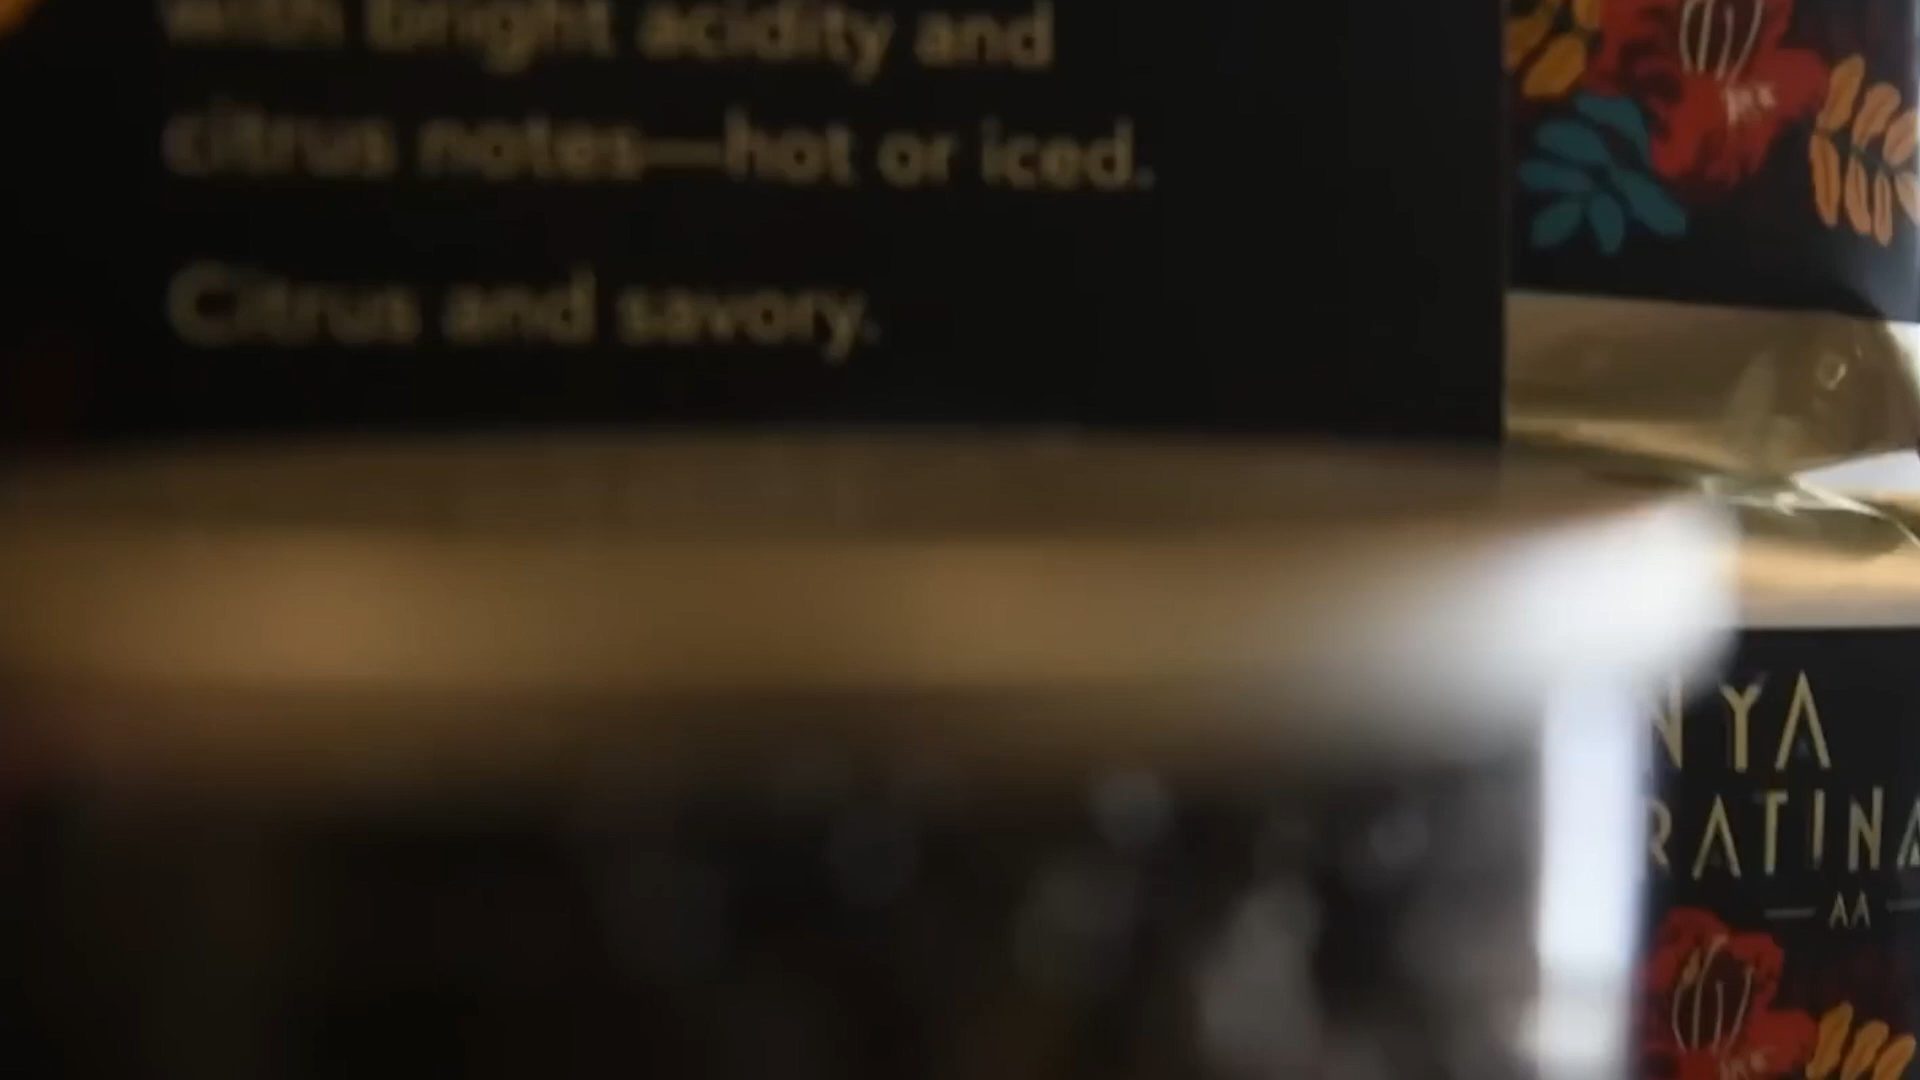 with bright acidity and
citrus notes—hot or iced.
Citrus and savory.
NYA
RATINA
AA